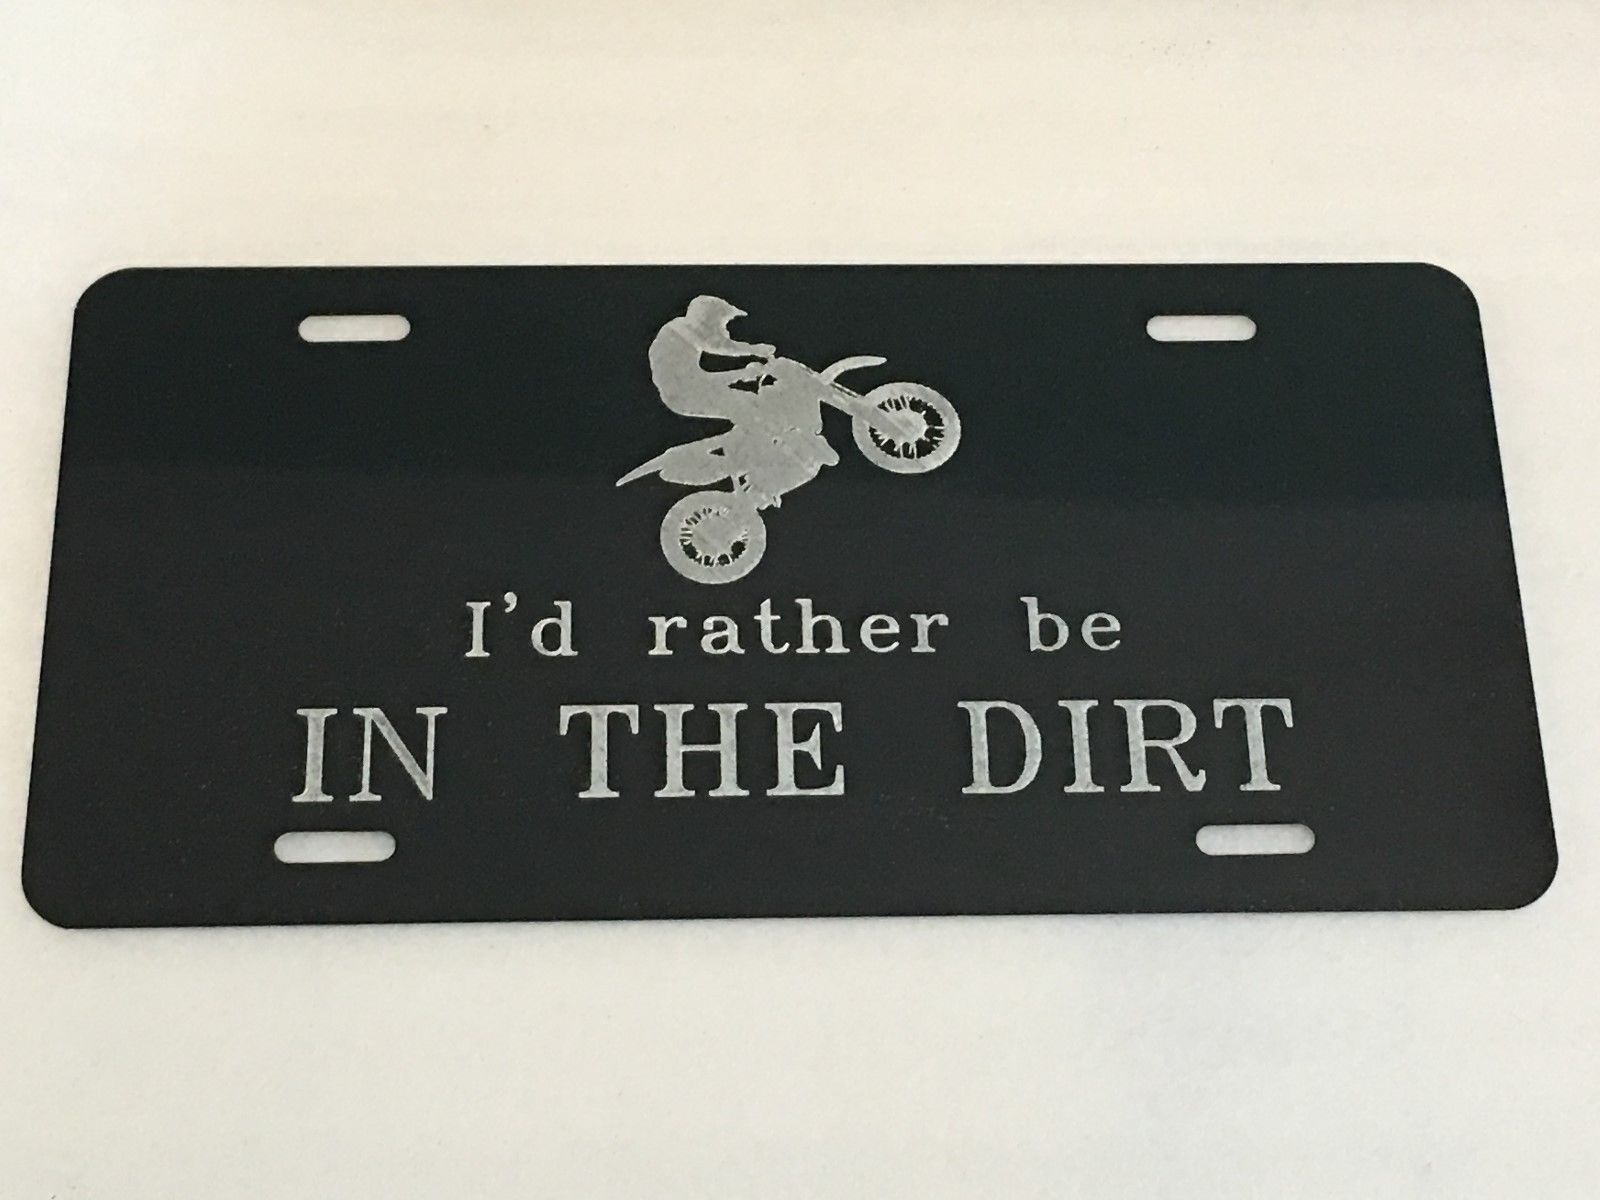 I'd rather be
IN THE DIRT